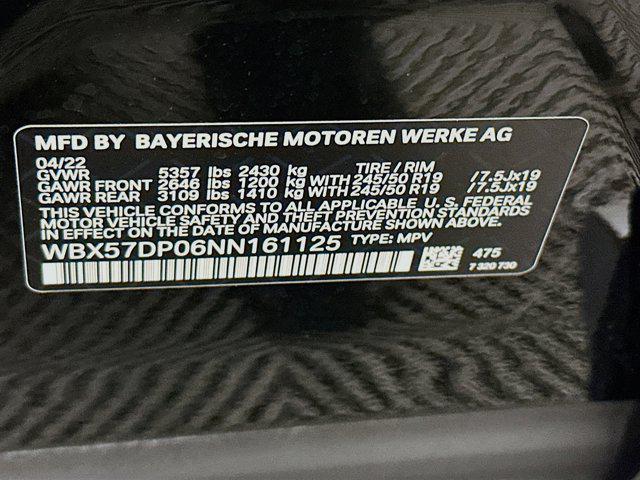 MFD BY BAYERISCHE MOTOREN WERKE AG
04/22
GVWR 5357 lbs 2430 kg TIRE / RIM
GAWR FRONT 2646 lbs 1200 kg WITH 245/50 R19 /7.5Jx19
GAWR REAR 3109 lbs 1410 kg WITH 245/50 R19 /7.5Jx19
THIS VEHICLE CONFORMS TO ALL APPLICABLE U. S. FEDERAL
MOTOR VEHICLE SAFETY AND THEFT PREVENTION STANDARDS
IN EFFECT ON THE DATE OF MANUFACTURE SHOWN ABOVE.
WBX57DP06NN161125 TYPE: MPV
475
7 320 730